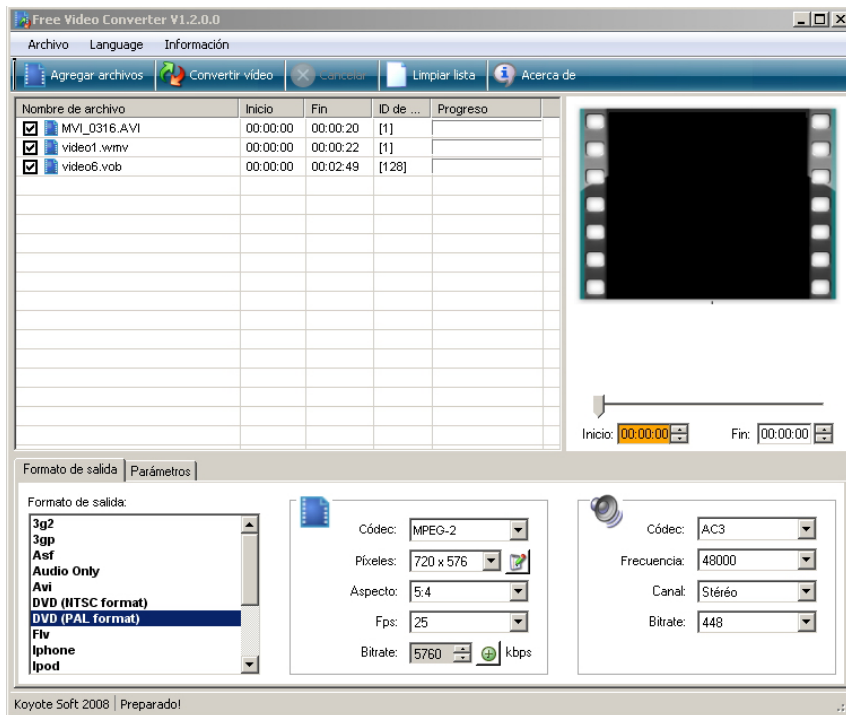 Free Video Converter V1.2.0.0
Archivo Language Información
Agregar archivos Convertir vídeo Cancelar Limpiar lista Acerca de
Nombre de archivo Inicio Fin ID de ... Progreso
MVI_0316.AVI 00:00:00 00:00:20 [1]
video1.wmv 00:00:00 00:00:22 [1]
video6.vob 00:00:00 00:02:49 [128]
Inicio: 00:00:00 Fin: 00:00:00
Formato de salida Parámetros
Formato de salida:
3g2
3gp
Asf
Audio Only
Avi
DVD (NTSC format)
DVD (PAL format)
Flv
Iphone
Ipod
Códec: MPEG-2
Píxeles: 720 x 576
Aspecto: 5:4
Fps: 25
Bitrate: 5760 kbps
Códec: AC3
Frecuencia: 48000
Canal: Stéréo
Bitrate: 448
Koyote Soft 2008 Preparado!